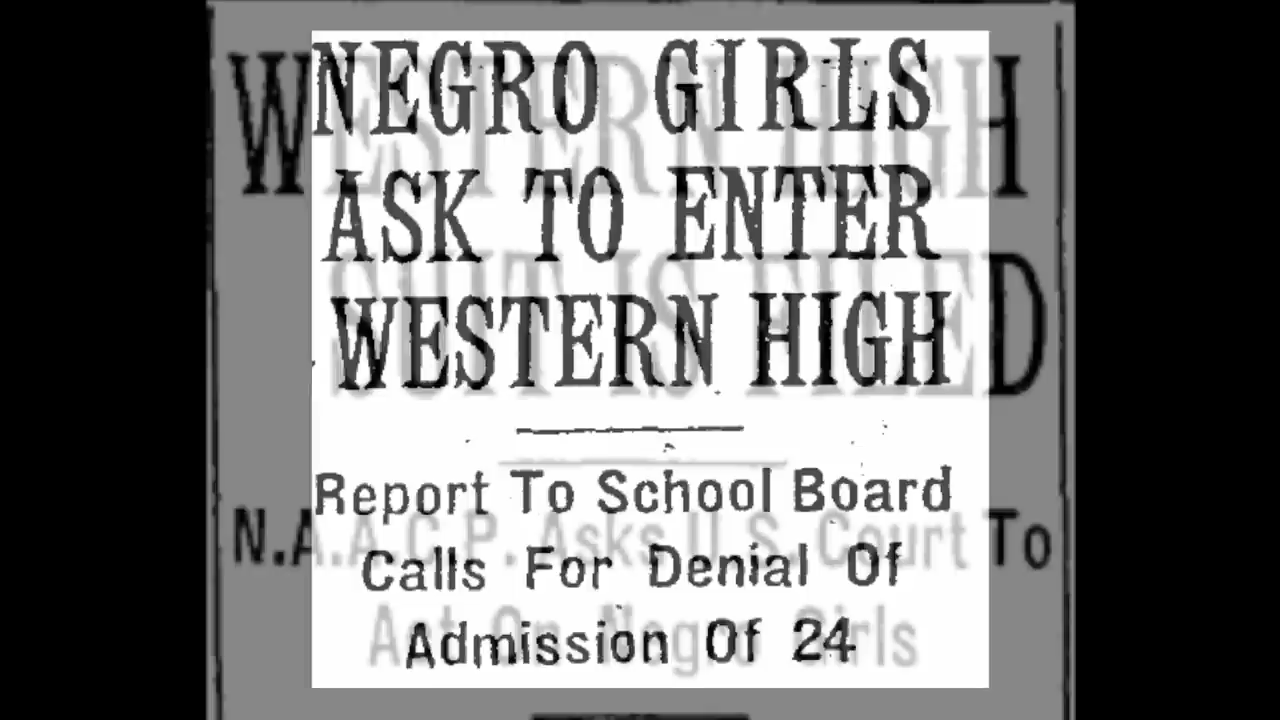 NEGRO GIRLS
ASK TO ENTER
WESTERN HIGH
Report To School Board
Calls For Denial Of
Admission Of 24
WESTERN HIGH
SUIT IS FILED
N.A.A.C.P. Asks U.S. Court To
Act On Negro Girls